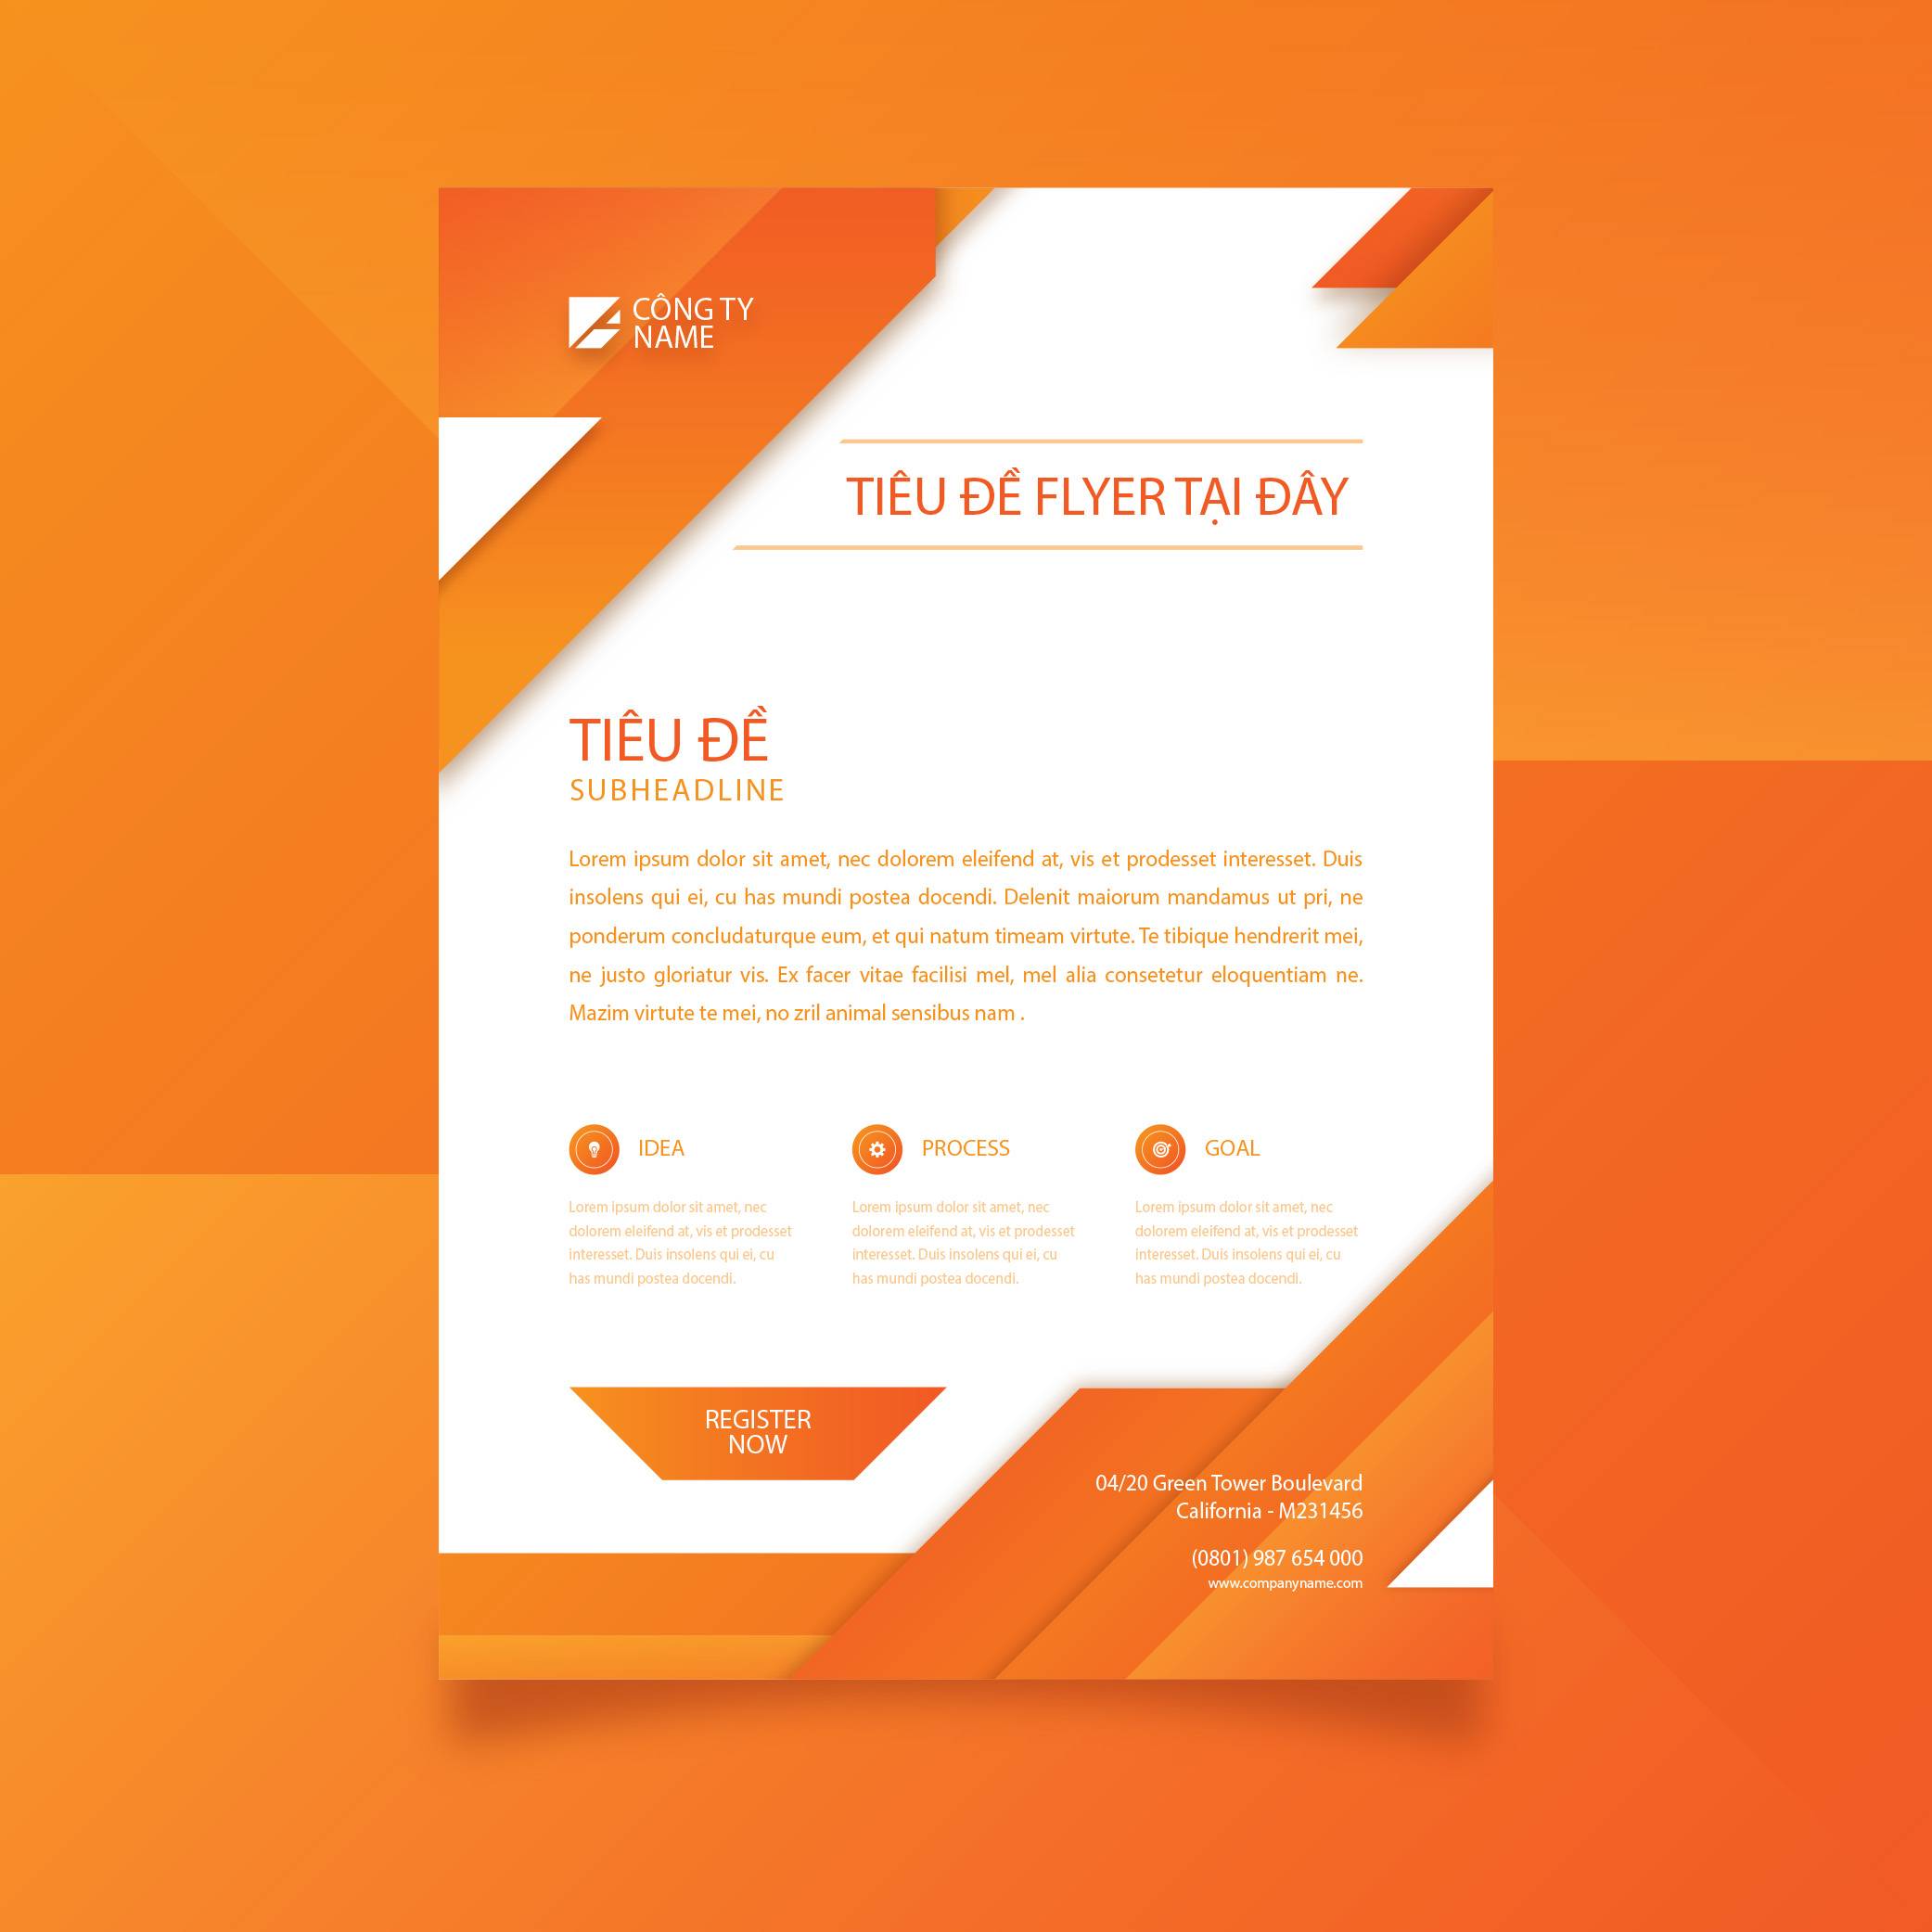 CÔNG TY
NAME
TIÊU ĐỀ FLYER TẠI ĐÂY
TIÊU ĐỀ
SUBHEADLINE
Lorem ipsum dolor sit amet, nec dolorem eleifend at, vis et prodesset interesset. Duis
insolens qui ei, cu has mundi postea docendi. Delenit maiorum mandamus ut pri, ne
ponderum concludaturque eum, et qui natum timeam virtute. Te tibique hendrerit mei,
ne justo gloriatur vis. Ex facer vitae facilisi mel, mel alia consetetur eloquentiam ne.
Mazim virtute te mei, no zril animal sensibus nam .
IDEA
Lorem ipsum dolor sit amet, nec
dolorem eleifend at, vis et prodesset
interesset. Duis insolens qui ei, cu
has mundi postea docendi.
PROCESS
Lorem ipsum dolor sit amet, nec
dolorem eleifend at, vis et prodesset
interesset. Duis insolens qui ei, cu
has mundi postea docendi.
GOAL
Lorem ipsum dolor sit amet, nec
dolorem eleifend at, vis et prodesset
interesset. Duis insolens qui ei, cu
has mundi postea docendi.
REGISTER
NOW
04/20 Green Tower Boulevard
California - M231456
(0801) 987 654 000
www.companyname.com